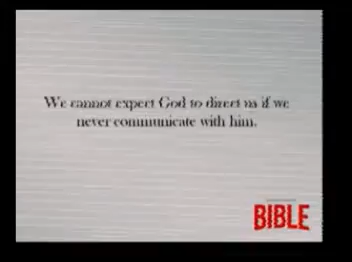 We cannot expect God to direct us if we
never communicate with him.
BIBLE